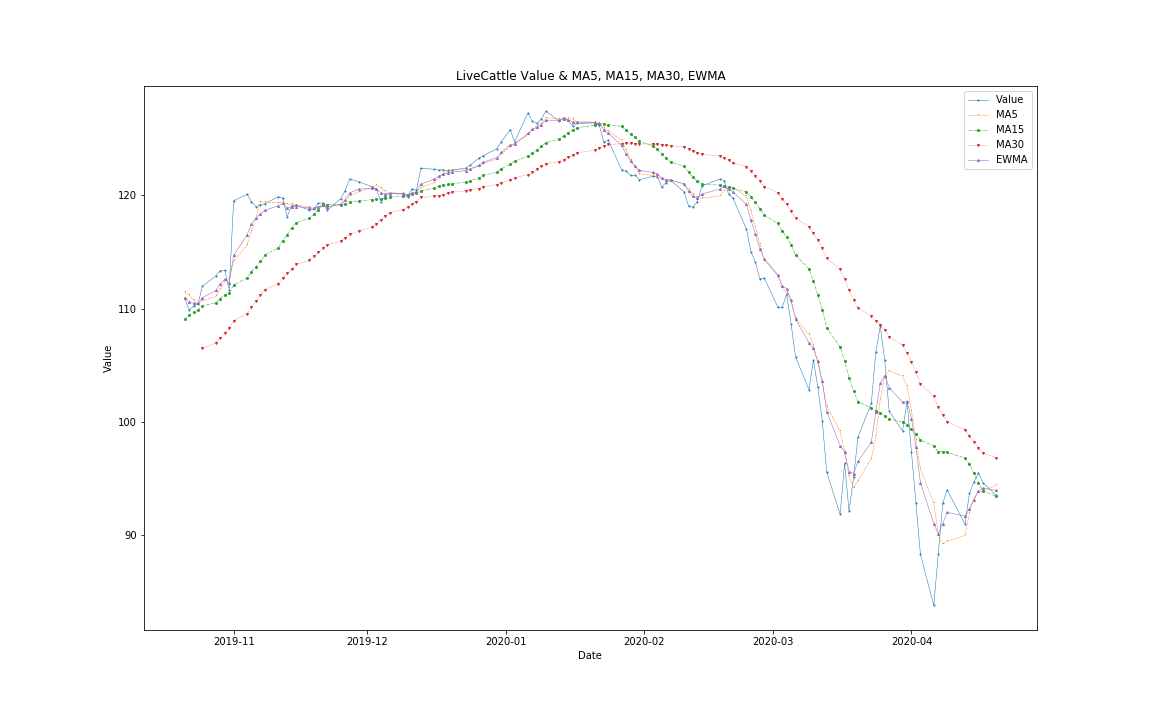 LiveCattle Value & MA5, MA15, MA30, EWMA
Value
MA5
MA15
MA30
EWMA
120
110
100
90
Value
2019-11
2019-12
2020-01
2020-02
2020-03
2020-04
Date